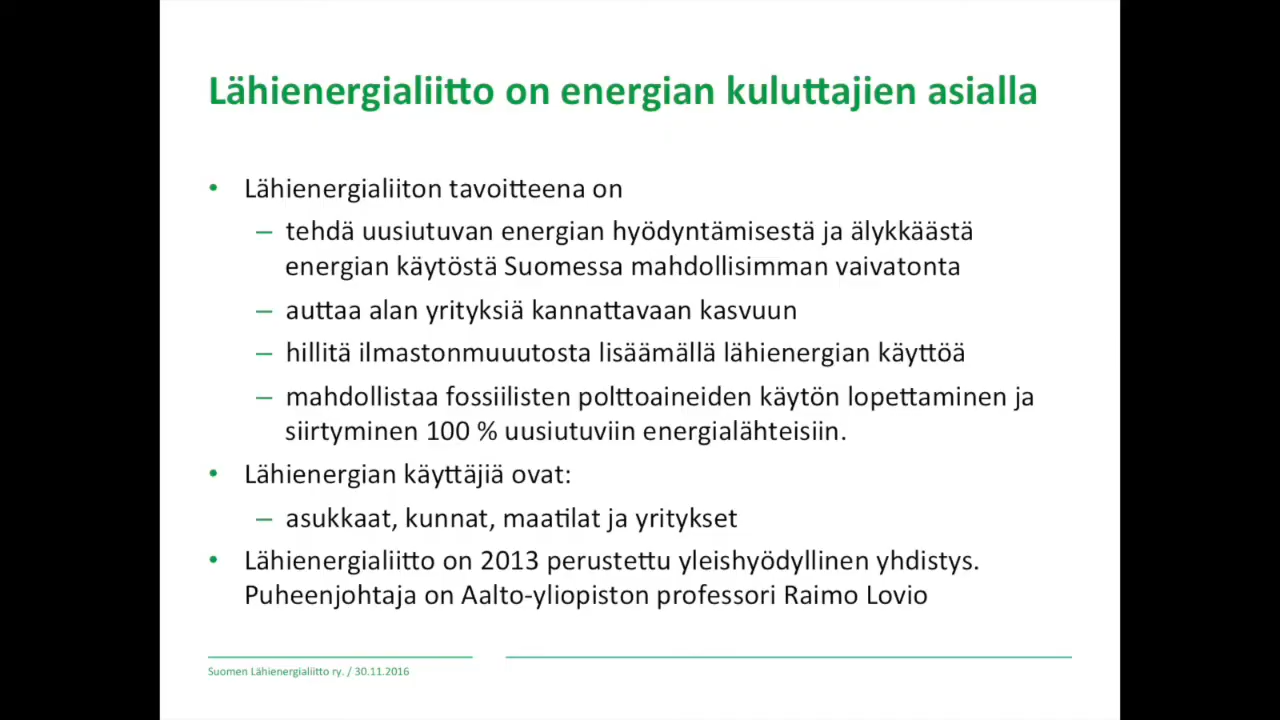 Lähienergialiitto on energian kuluttajien asialla
• Lähienergialiiton tavoitteena on
– tehdä uusiutuvan energian hyödyntämisestä ja älykkäästä
energian käytöstä Suomessa mahdollisimman vaivatonta
– auttaa alan yrityksiä kannattavaan kasvuun
– hillitä ilmastonmuuutosta lisäämällä lähienergian käyttöä
– mahdollistaa fossiilisten polttoaineiden käytön lopettaminen ja
siirtyminen 100 % uusiutuviin energialähteisiin.
• Lähienergian käyttäjiä ovat:
– asukkaat, kunnat, maatilat ja yritykset
• Lähienergialiitto on 2013 perustettu yleishyödyllinen yhdistys.
Puheenjohtaja on Aalto-yliopiston professori Raimo Lovio
Suomen Lähienergialiitto ry. / 30.11.2016